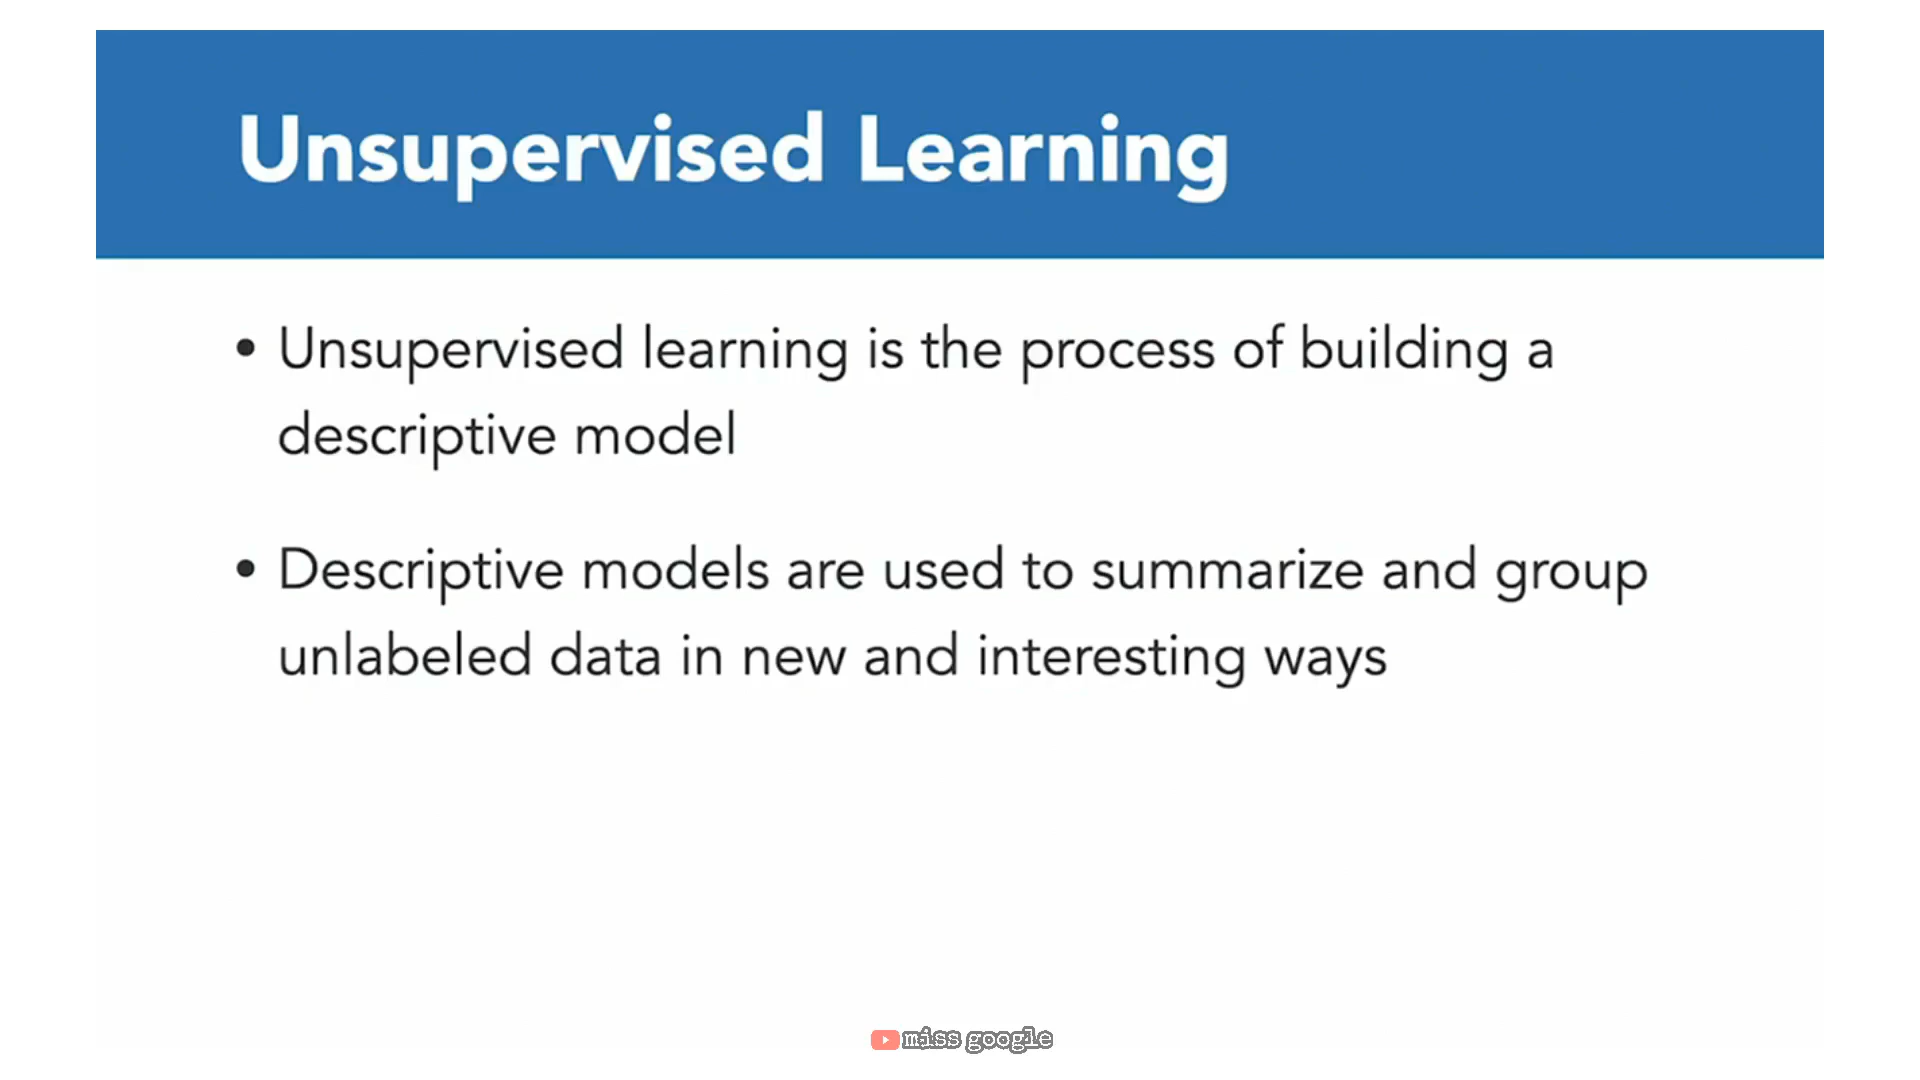 Unsupervised Learning
• Unsupervised learning is the process of building a
descriptive model
• Descriptive models are used to summarize and group
unlabeled data in new and interesting ways
miss google